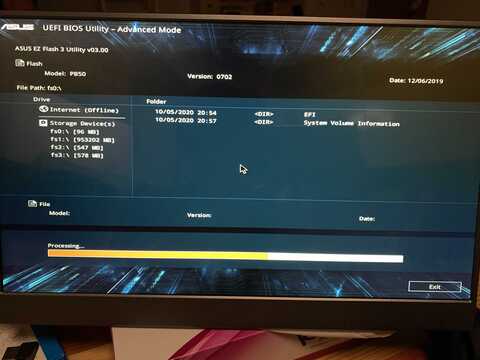 ASUS UEFI BIOS Utility – Advanced Mode
ASUS EZ Flash 3 Utility v03.00
Flash
Model: PB50 Version: 0702 Date: 12/06/2019
File Path: fs0:\
Drive Folder
Internet (Offline)
Storage Device(s)
fs0:\ [96 MB]
fs1:\ [953202 MB]
fs2:\ [547 MB]
fs3:\ [578 MB]
10/05/2020 20:54 <DIR> EFI
10/05/2020 20:57 <DIR> System Volume Information
File
Model: Version: Date:
Processing...
Exit